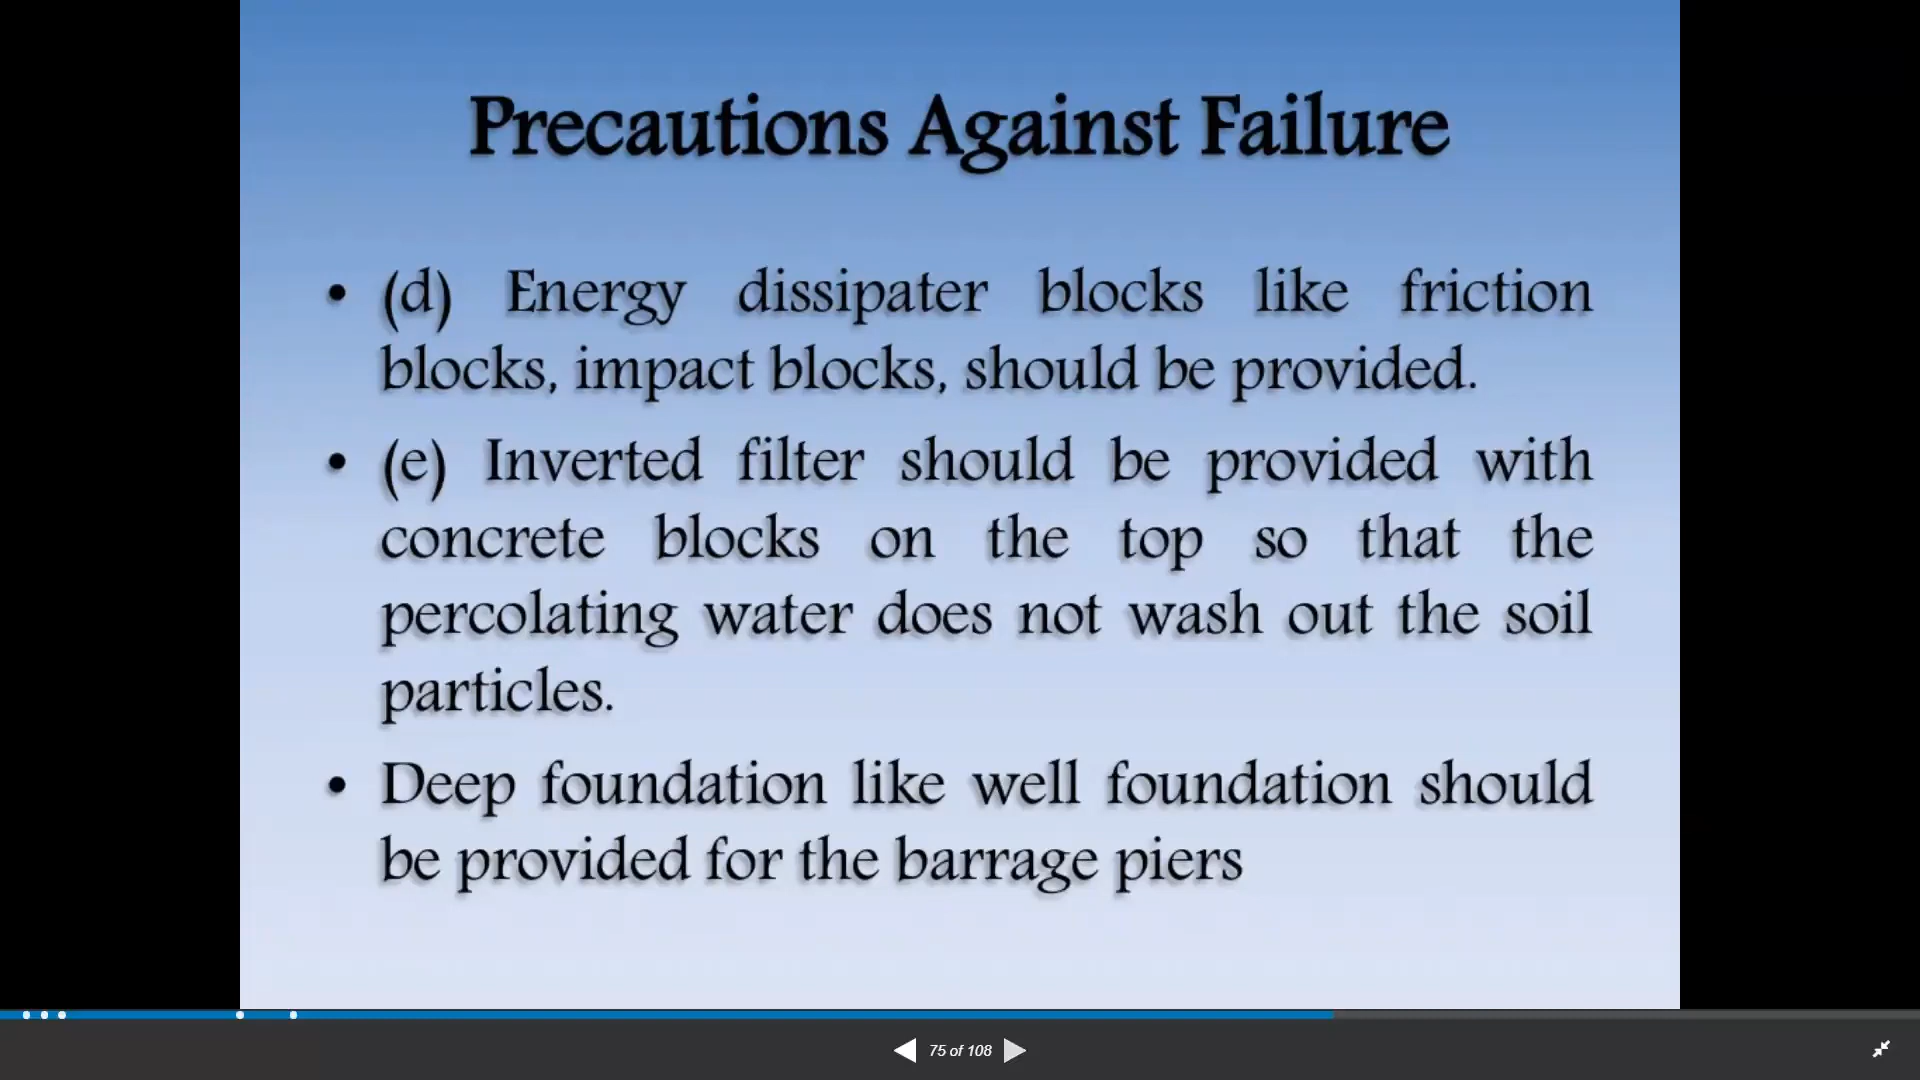 Precautions Against Failure
• (d) Energy dissipater blocks like friction
blocks, impact blocks, should be provided.
• (e) Inverted filter should be provided with
concrete blocks on the top so that the
percolating water does not wash out the soil
particles.
• Deep foundation like well foundation should
be provided for the barrage piers
75 of 108